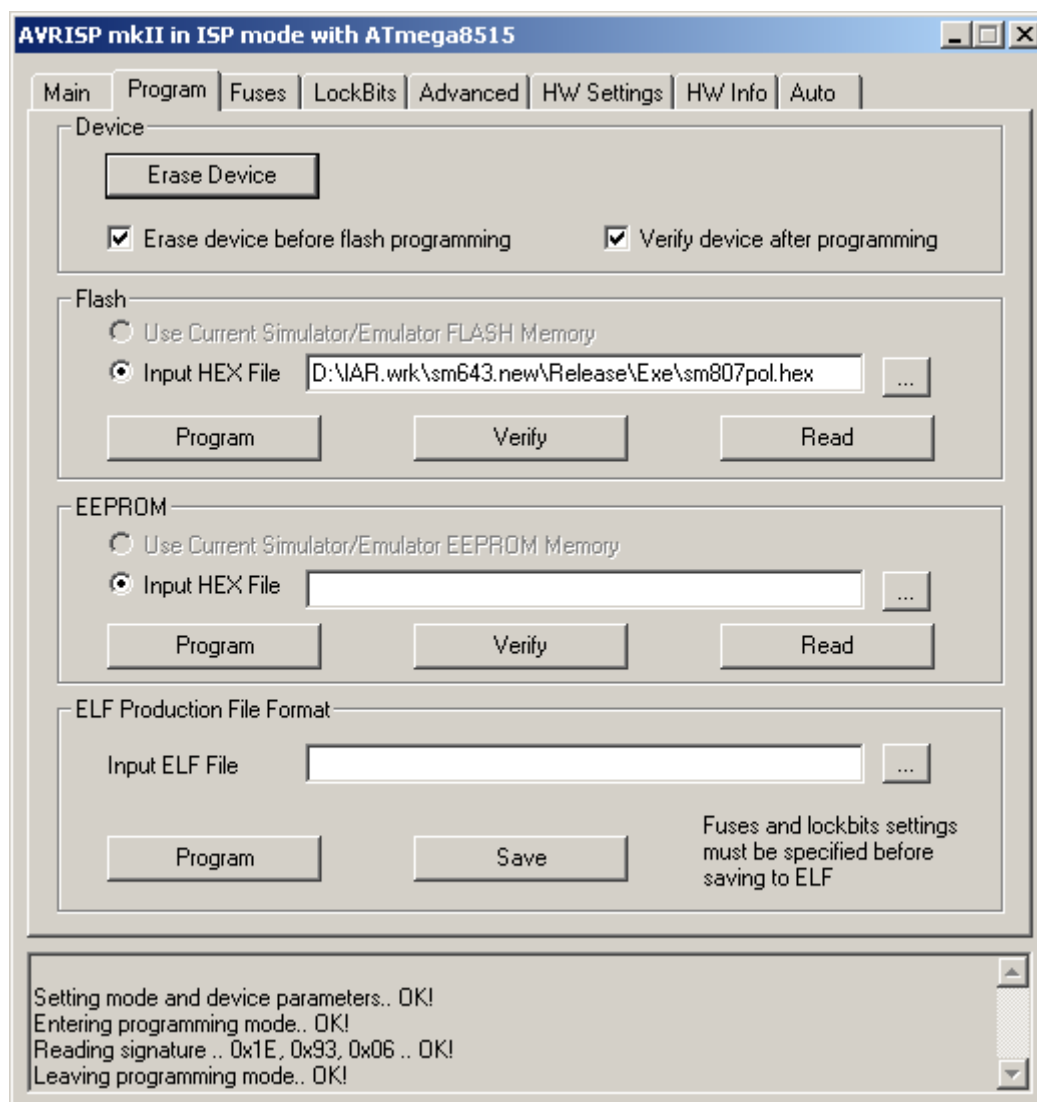 AVRISP mkII in ISP mode with ATmega8515
Main Program Fuses LockBits Advanced HW Settings HW Info Auto
Device
Erase Device
Erase device before flash programming Verify device after programming
Flash
Use Current Simulator/Emulator FLASH Memory
Input HEX File D:\IAR.wrk\sm643.new\Release\Exe\sm807pol.hex ...
Program Verify Read
EEPROM
Use Current Simulator/Emulator EEPROM Memory
Input HEX File ...
Program Verify Read
ELF Production File Format
Input ELF File ...
Program Save Fuses and lockbits settings
must be specified before
saving to ELF
Setting mode and device parameters.. OK!
Entering programming mode.. OK!
Reading signature .. 0x1E, 0x93, 0x06 .. OK!
Leaving programming mode.. OK!